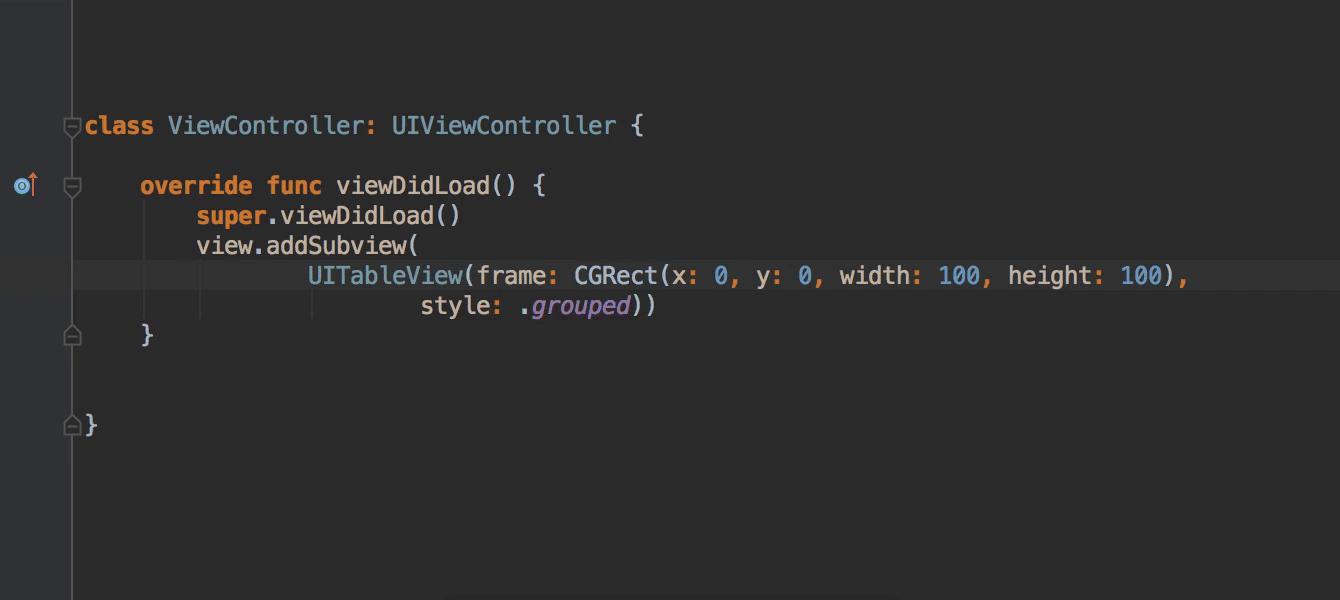 class ViewController: UIViewController {
override func viewDidLoad() {
super.viewDidLoad()
view.addSubview(
UITableView(frame: CGRect(x: 0, y: 0, width: 100, height: 100),
style: .grouped))
}
}